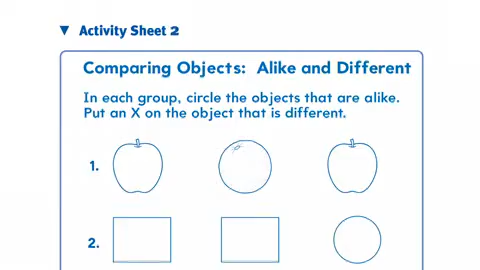 ▼ Activity Sheet 2
Comparing Objects: Alike and Different
In each group, circle the objects that are alike.
Put an X on the object that is different.
1.
2.